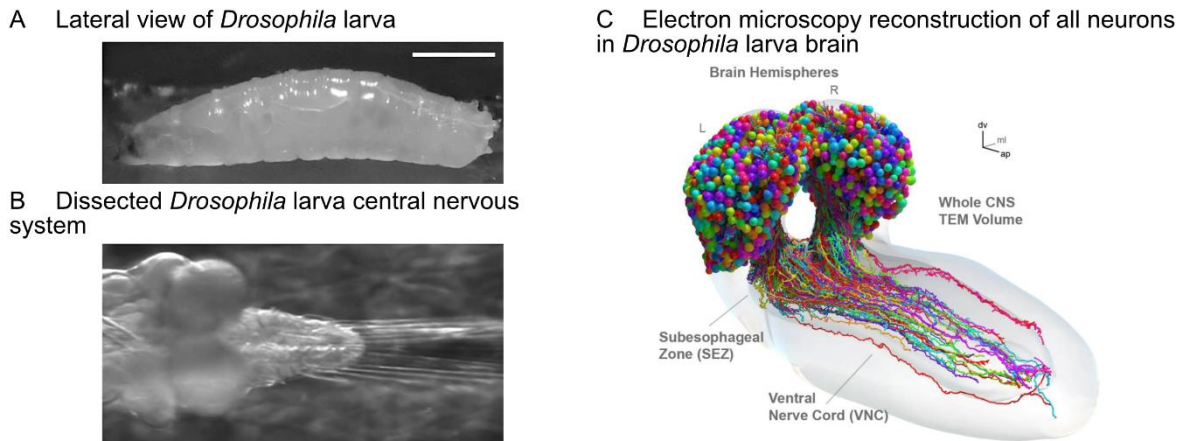 A Lateral view of Drosophila larva
B Dissected Drosophila larva central nervous
system
C Electron microscopy reconstruction of all neurons
in Drosophila larva brain
Brain Hemispheres
R
L
dv
ml
ap
Whole CNS
TEM Volume
Subesophageal
Zone (SEZ)
Ventral
Nerve Cord (VNC)